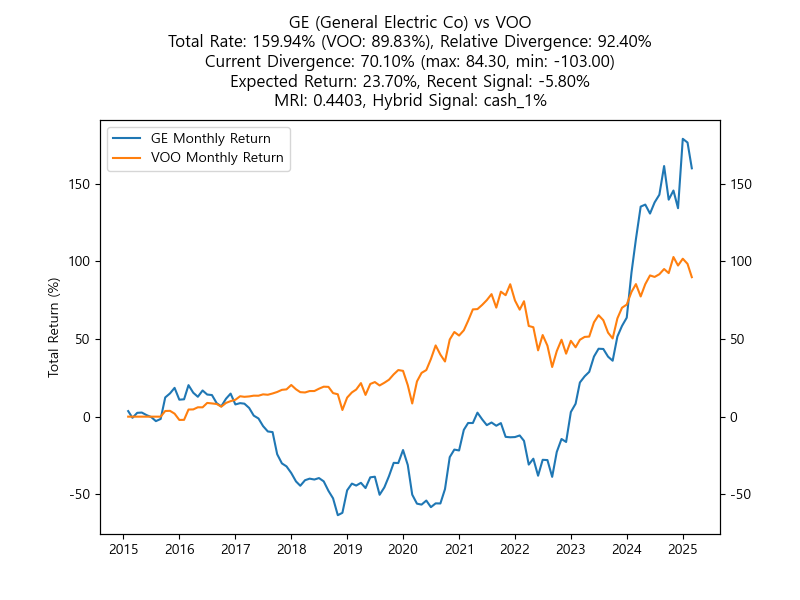 GE (General Electric Co) vs VOO
Total Rate: 159.94% (VOO: 89.83%), Relative Divergence: 92.40%
Current Divergence: 70.10% (max: 84.30, min: -103.00)
Expected Return: 23.70%, Recent Signal: -5.80%
MRI: 0.4403, Hybrid Signal: cash_1%
GE Monthly Return
VOO Monthly Return
Total Return (%)
150
100
50
0
-50
150
100
50
0
-50
2015 2016 2017 2018 2019 2020 2021 2022 2023 2024 2025